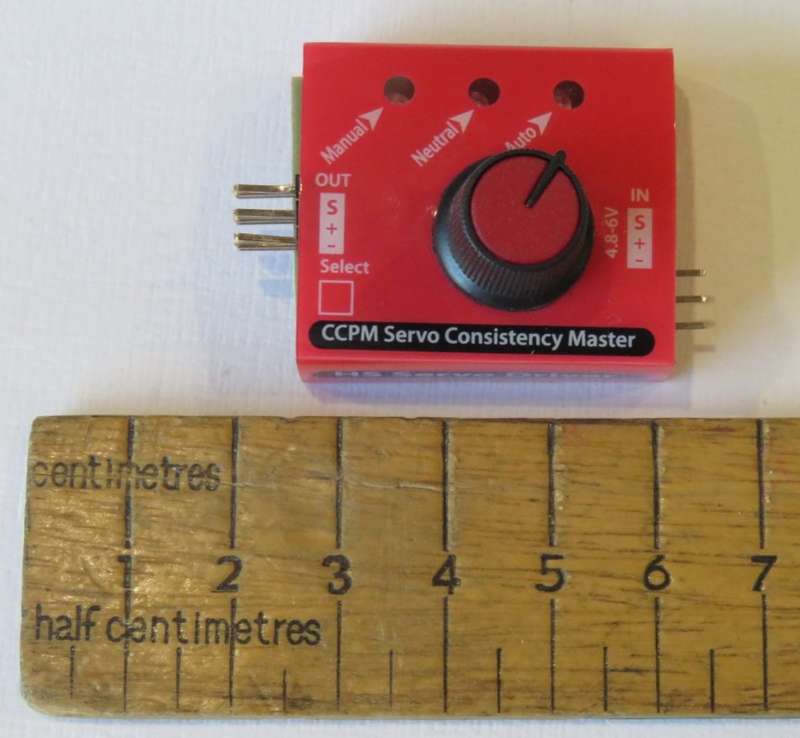 Manual
Neutral
Auto
OUT
S
+
-
Select
4.8-6V
IN
S
+
-
CCPM Servo Consistency Master
centimetres
1 2 3 4 5 6 7
half centimetres